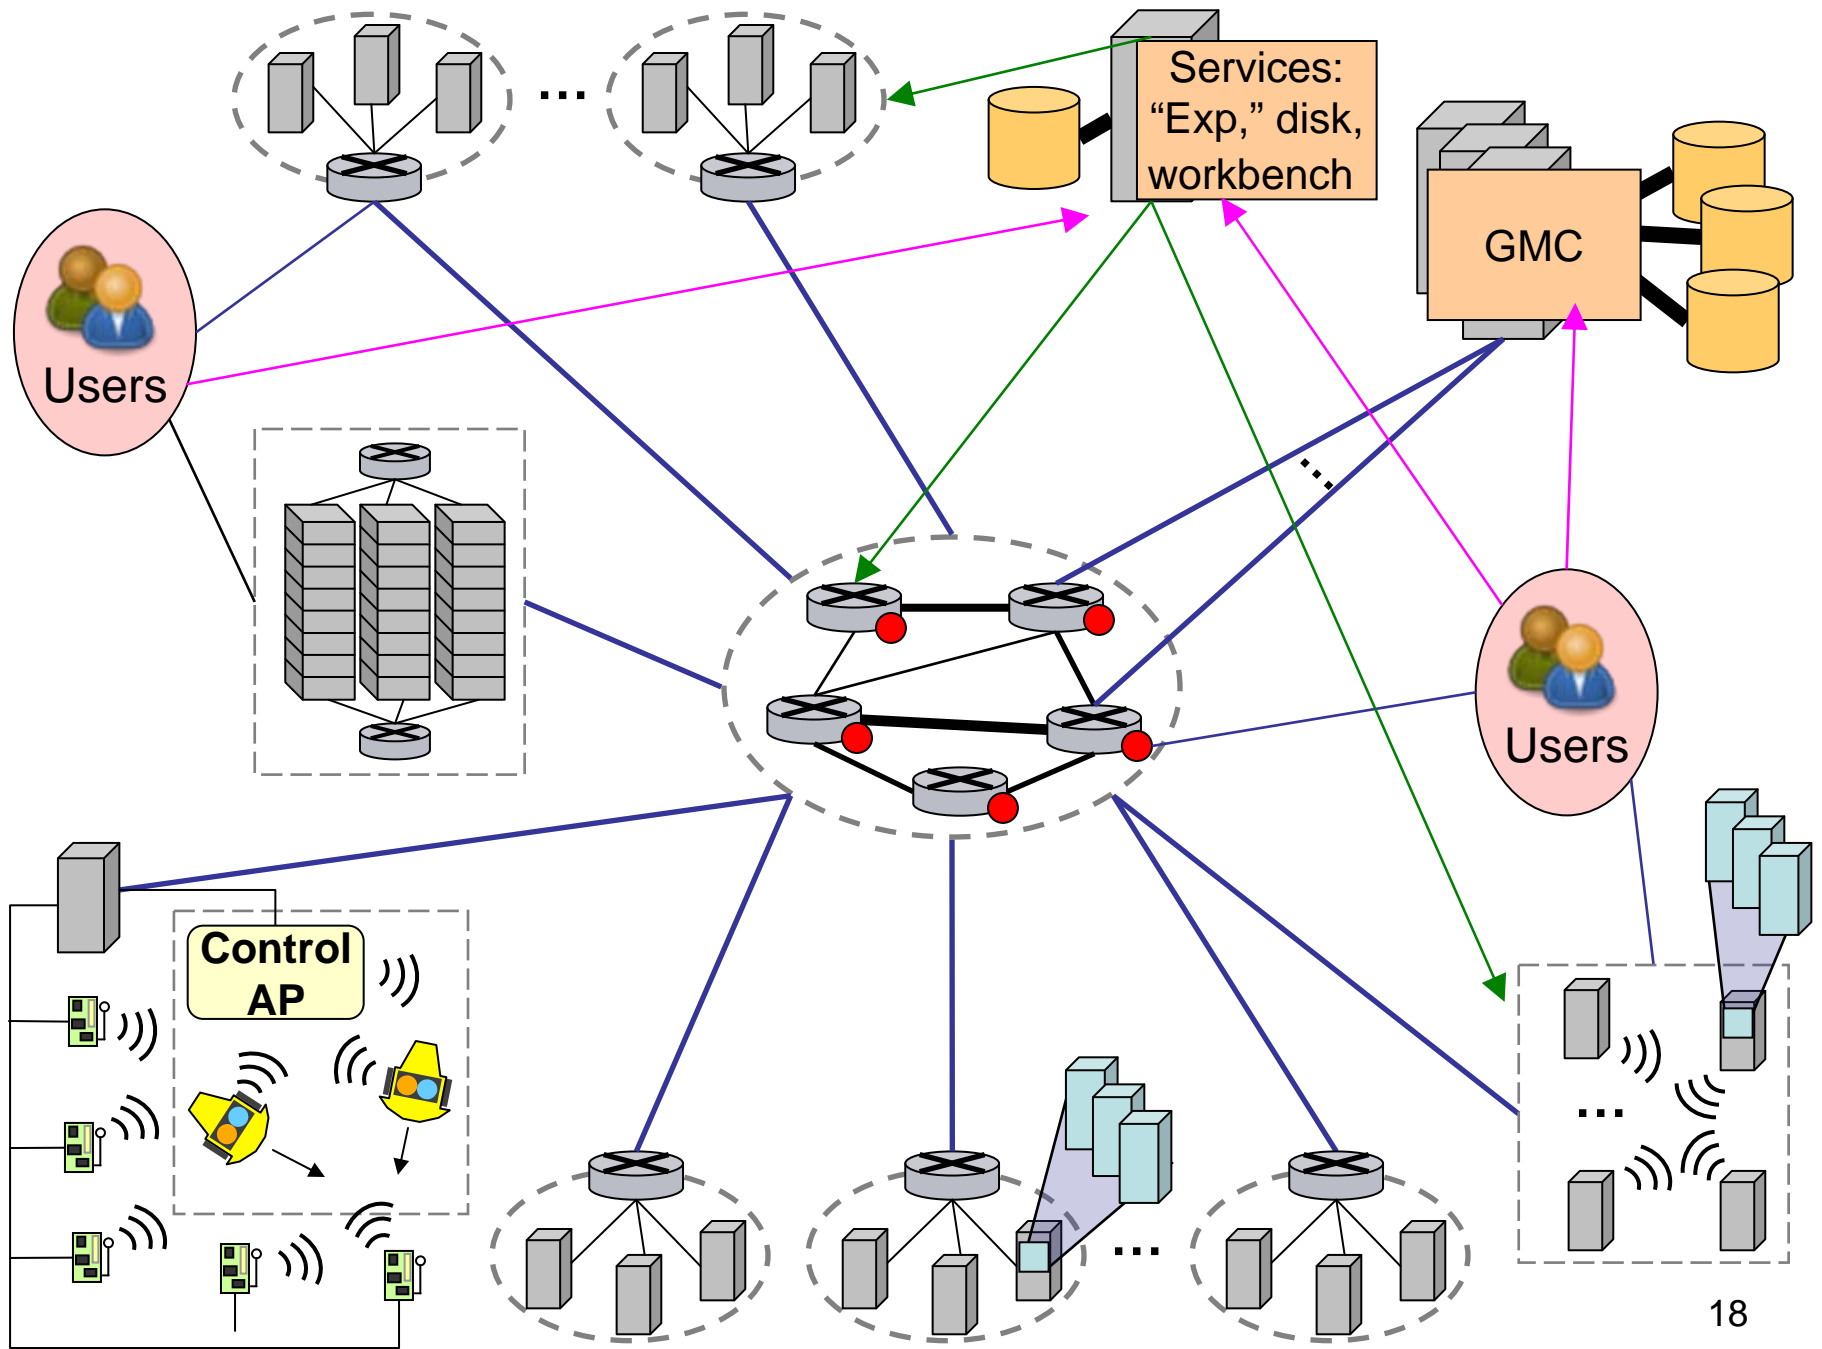 ...
...
Services:
“Exp,” disk,
workbench
GMC
Users
...
Users
Control
AP
...
...
18